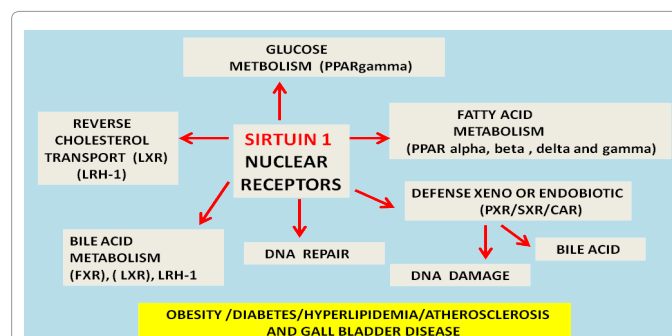 GLUCOSE
METBOLISM (PPARgamma)
REVERSE
CHOLESTEROL
TRANSPORT (LXR)
(LRH-1)
SIRTUIN 1
NUCLEAR
RECEPTORS
FATTY ACID
METABOLISM
(PPAR alpha, beta , delta and gamma)
DEFENSE XENO OR ENDOBIOTIC
(PXR/SXR/CAR)
BILE ACID
METABOLISM
(FXR), ( LXR), LRH-1
DNA REPAIR
BILE ACID
DNA DAMAGE
OBESITY /DIABETES/HYPERLIPIDEMIA/ATHEROSCLEROSIS
AND GALL BLADDER DISEASE